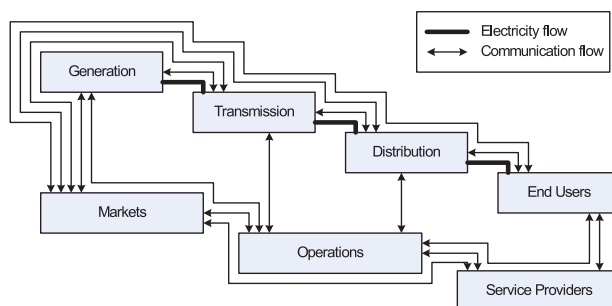 Electricity flow
Communication flow
Generation
Transmission
Distribution
End Users
Markets
Operations
Service Providers